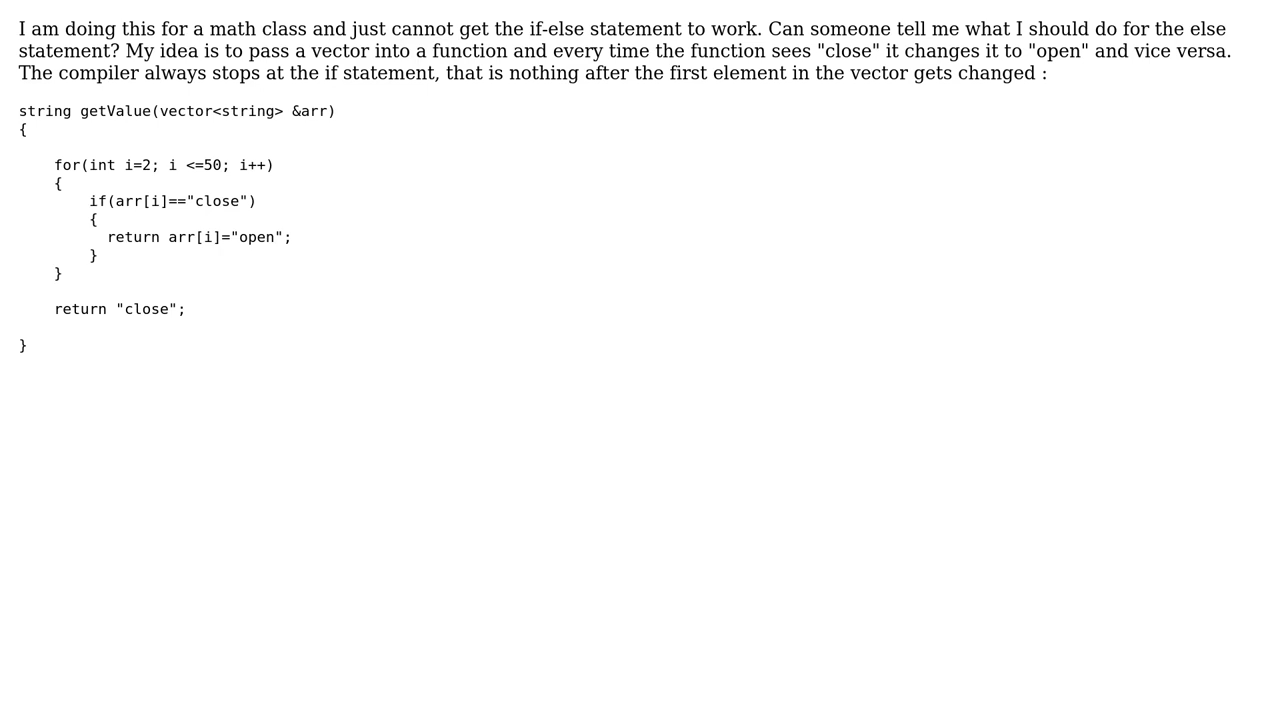 I am doing this for a math class and just cannot get the if-else statement to work. Can someone tell me what I should do for the else
statement? My idea is to pass a vector into a function and every time the function sees "close" it changes it to "open" and vice versa.
The compiler always stops at the if statement, that is nothing after the first element in the vector gets changed :
string getValue(vector<string> &arr)
{
    for(int i=2; i <=50; i++)
    {
        if(arr[i]=="close")
        {
          return arr[i]="open";
        }
    }
    return "close";
}